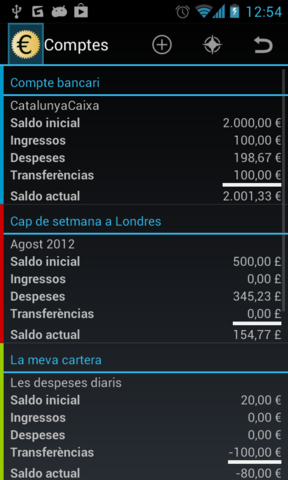 12:54
Comptes
Compte bancari
CatalunyaCaixa
Saldo inicial 2.000,00 €
Ingressos 100,00 €
Despeses 198,67 €
Transferències 100,00 €
Saldo actual 2.001,33 €
Cap de setmana a Londres
Agost 2012
Saldo inicial 500,00 £
Ingressos 0,00 £
Despeses 345,23 £
Transferències 0,00 £
Saldo actual 154,77 £
La meva cartera
Les despeses diaris
Saldo inicial 20,00 €
Ingressos 0,00 €
Despeses 0,00 €
Transferències -100,00 €
Saldo actual -80,00 €